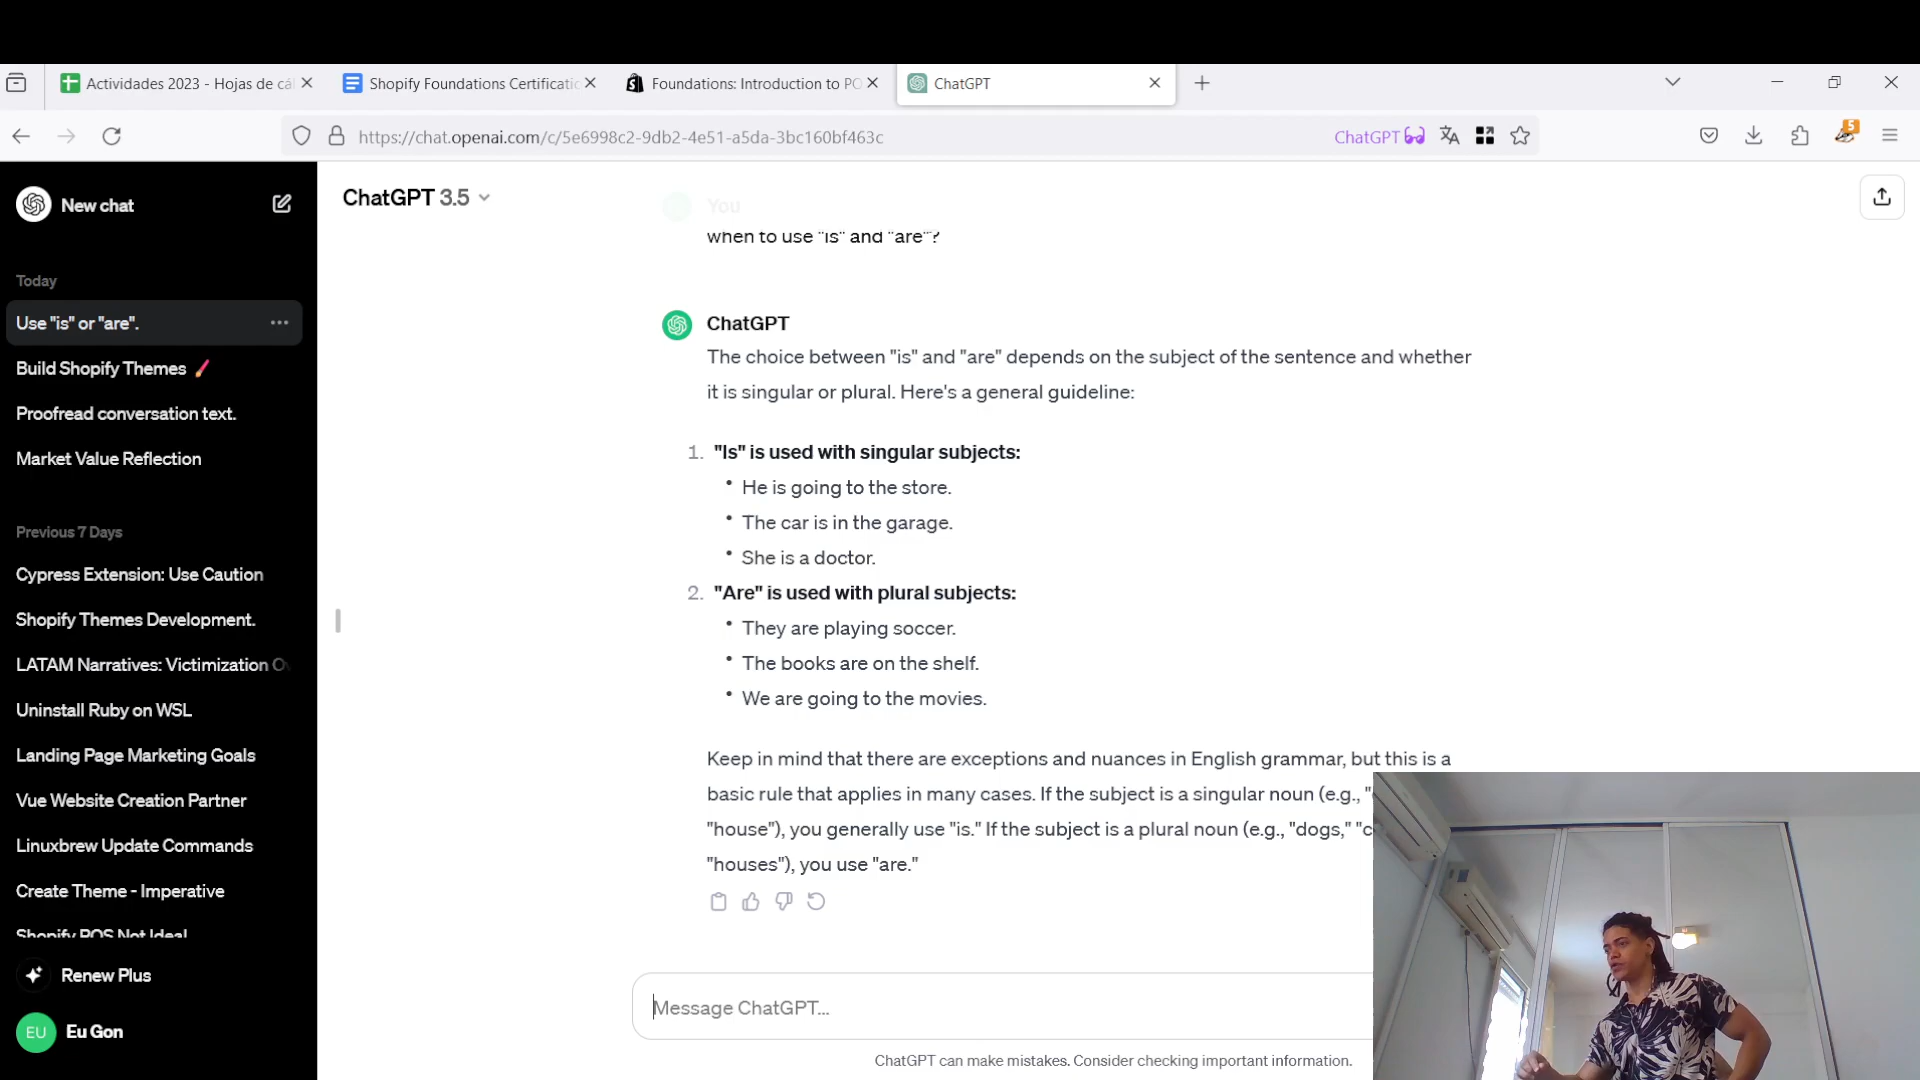 Actividades 2023 - Hojas de cál
Shopify Foundations Certificatic
Foundations: Introduction to PO
ChatGPT
https://chat.openai.com/c/5e6998c2-9db2-4e51-a5da-3bc160bf463c
ChatGPT
5
New chat
Today
Use "is" or "are".
Build Shopify Themes
Proofread conversation text.
Market Value Reflection
Previous 7 Days
Cypress Extension: Use Caution
Shopify Themes Development.
LATAM Narratives: Victimization Ov
Uninstall Ruby on WSL
Landing Page Marketing Goals
Vue Website Creation Partner
Linuxbrew Update Commands
Create Theme - Imperative
Shopify POS Not Ideal
Renew Plus
EU Eu Gon
ChatGPT 3.5
You
when to use "is" and "are"?
ChatGPT
The choice between "is" and "are" depends on the subject of the sentence and whether
it is singular or plural. Here's a general guideline:
1. "Is" is used with singular subjects:
• He is going to the store.
• The car is in the garage.
• She is a doctor.
2. "Are" is used with plural subjects:
• They are playing soccer.
• The books are on the shelf.
• We are going to the movies.
Keep in mind that there are exceptions and nuances in English grammar, but this is a
basic rule that applies in many cases. If the subject is a singular noun (e.g., "
"house"), you generally use "is." If the subject is a plural noun (e.g., "dogs," "c
"houses"), you use "are."
Message ChatGPT...
ChatGPT can make mistakes. Consider checking important information.